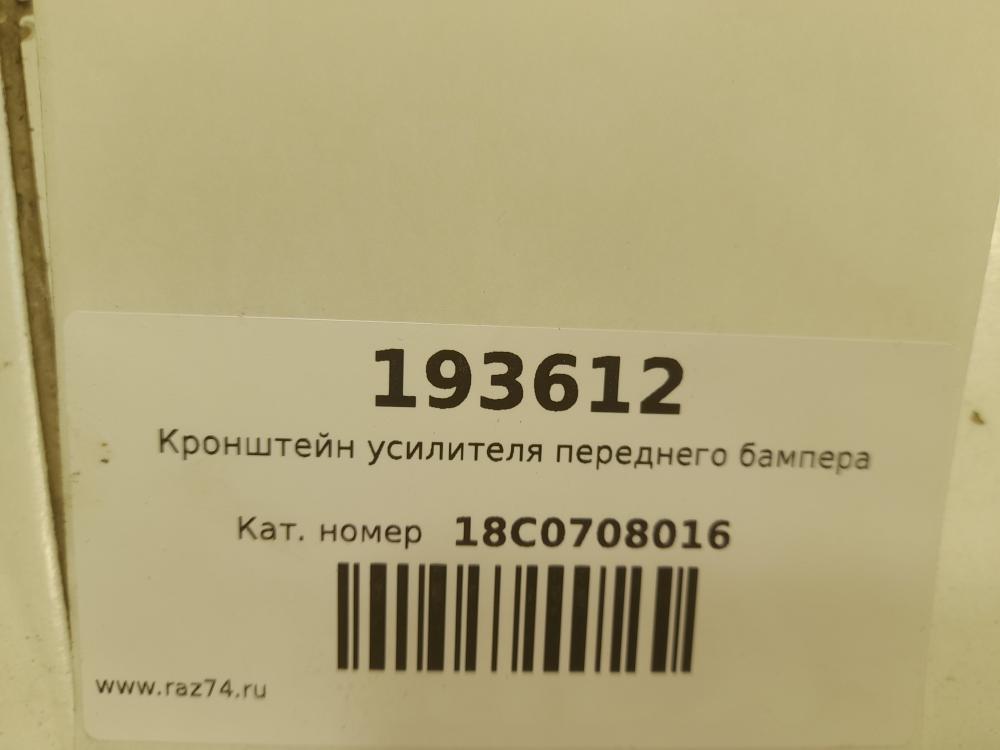 193612
Кронштейн усилителя переднего бампера
Кат. номер 18C0708016
www.raz74.ru